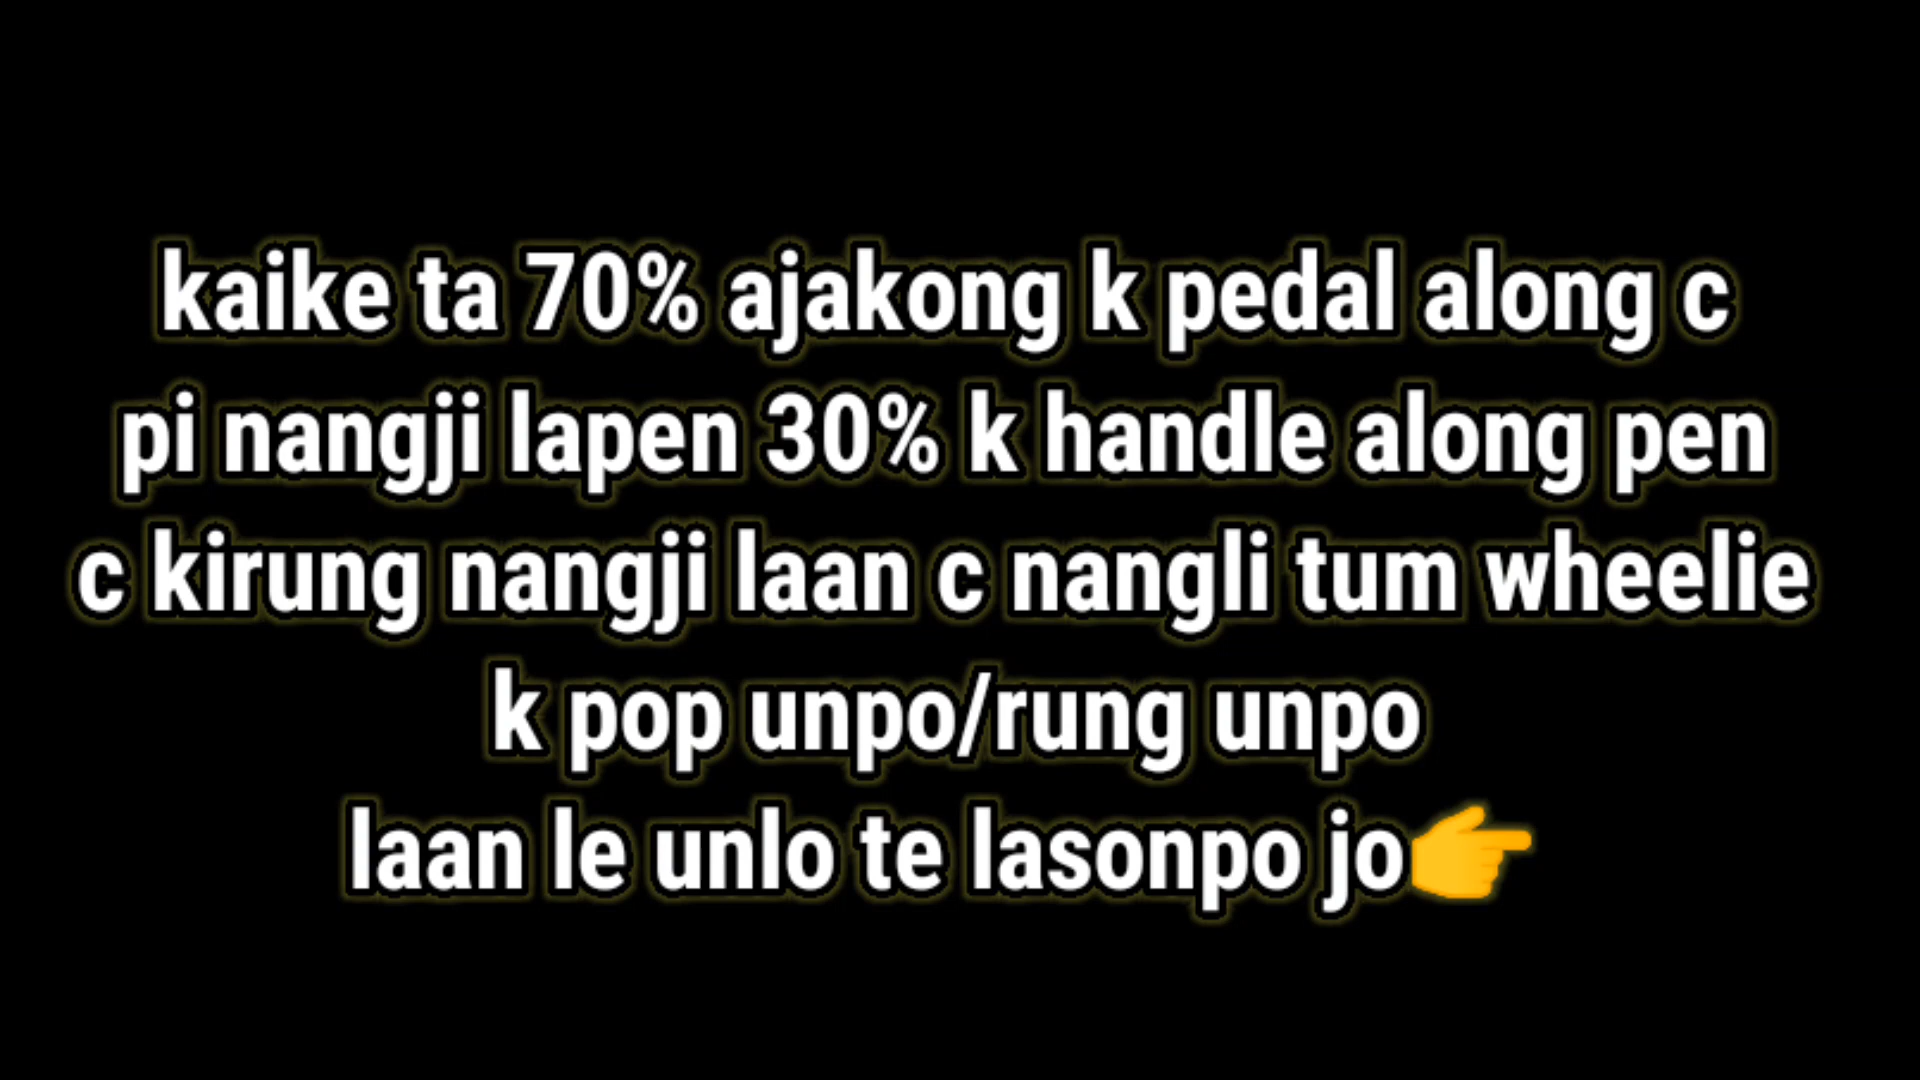 kaike ta 70% ajakong k pedal along c
pi nangji lapen 30% k handle along pen
c kirung nangji laan c nangli tum wheelie
k pop unpo/rung unpo
laan le unlo te lasonpo jo👉